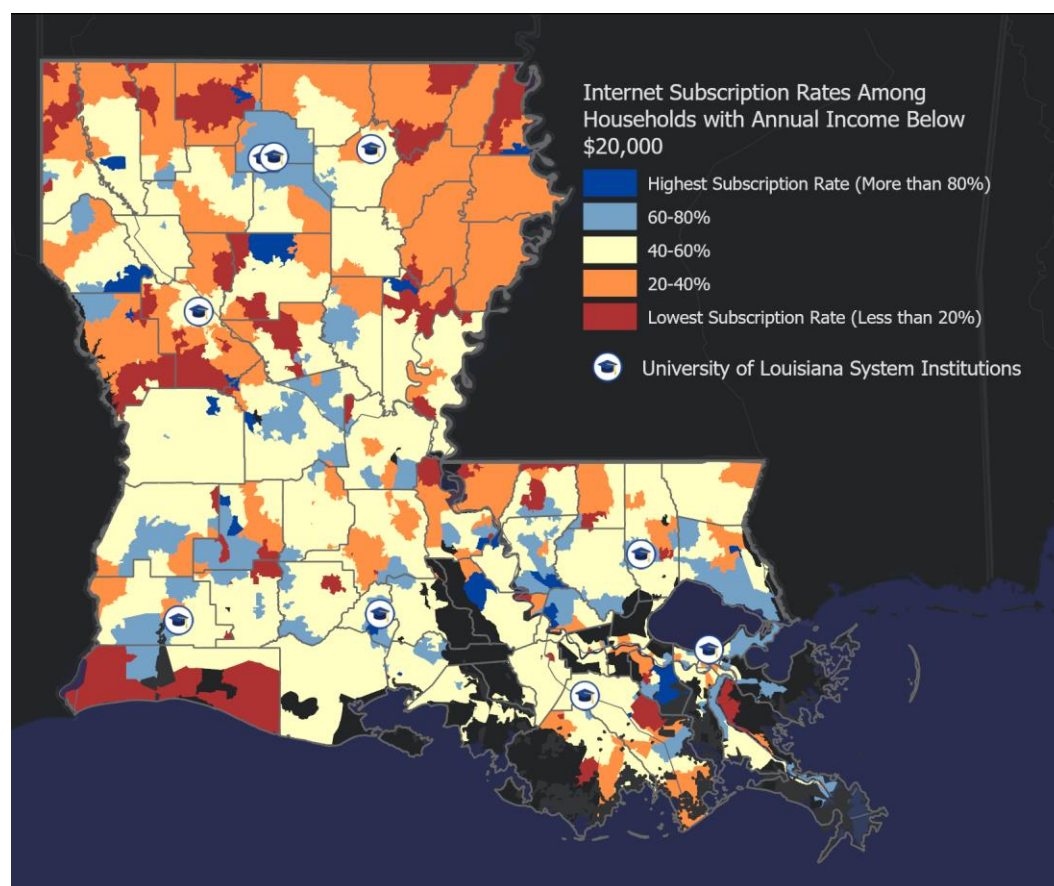 Internet Subscription Rates Among
Households with Annual Income Below
$20,000
Highest Subscription Rate (More than 80%)
60-80%
40-60%
20-40%
Lowest Subscription Rate (Less than 20%)
University of Louisiana System Institutions